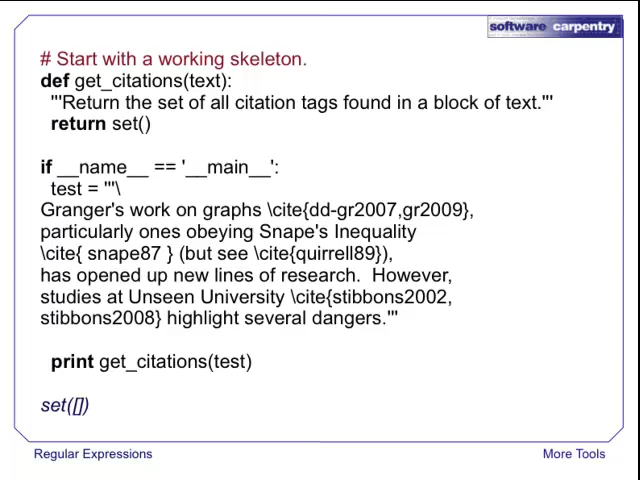 software carpentry
# Start with a working skeleton.
def get_citations(text):
'''Return the set of all citation tags found in a block of text.'''
return set()
if __name__ == '__main__':
test = '''\
Granger's work on graphs \cite{dd-gr2007,gr2009},
particularly ones obeying Snape's Inequality
\cite{ snape87 } (but see \cite{quirrell89}),
has opened up new lines of research.  However,
studies at Unseen University \cite{stibbons2002,
stibbons2008} highlight several dangers.'''
print get_citations(test)
set([])
Regular Expressions
More Tools